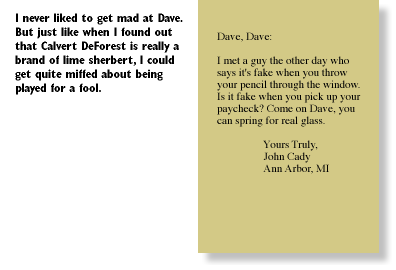 I never liked to get mad at Dave.
But just like when I found out
that Calvert DeForest is really a
brand of lime sherbert, I could
get quite miffed about being
played for a fool.
Dave, Dave:
I met a guy the other day who
says it's fake when you throw
your pencil through the window.
Is it fake when you pick up your
paycheck? Come on Dave, you
can spring for real glass.
Yours Truly,
John Cady
Ann Arbor, MI